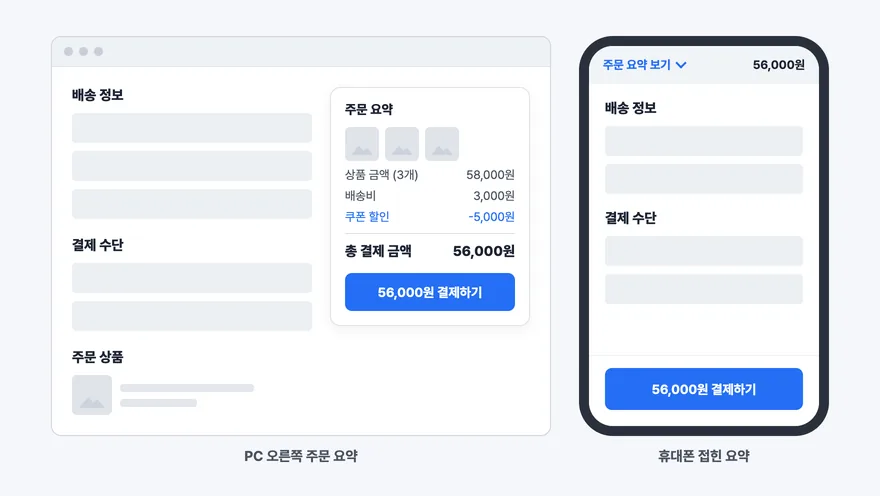 배송 정보
결제 수단
주문 상품
주문 요약
상품 금액 (3개) 58,000원
배송비 3,000원
쿠폰 할인 -5,000원
총 결제 금액 56,000원
56,000원 결제하기
PC 오른쪽 주문 요약
주문 요약 보기 56,000원
배송 정보
결제 수단
56,000원 결제하기
휴대폰 접힌 요약